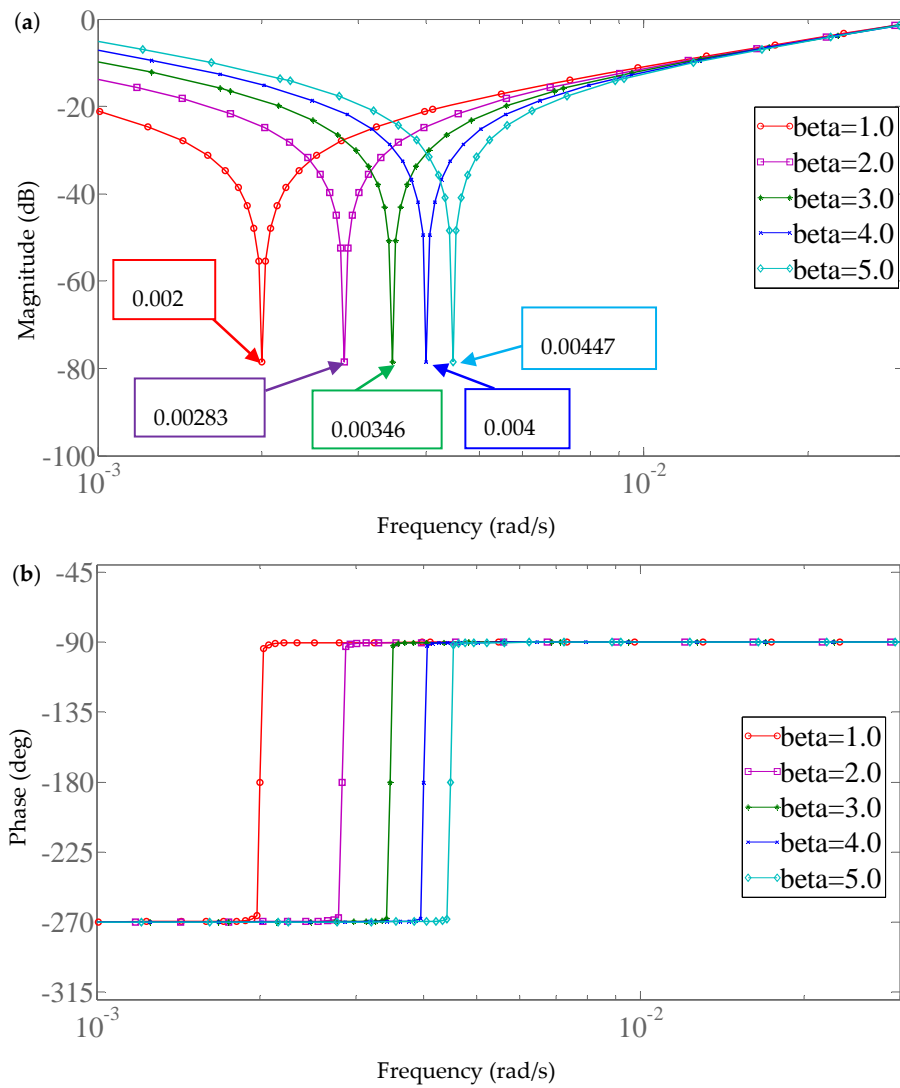 (a)
0
-20
-40
-60
-80
-100
Magnitude (dB)
beta=1.0
beta=2.0
beta=3.0
beta=4.0
beta=5.0
0.002
0.00283
0.00346
0.004
0.00447
10^-3
10^-2
Frequency (rad/s)
(b)
-45
-90
-135
-180
-225
-270
-315
Phase (deg)
beta=1.0
beta=2.0
beta=3.0
beta=4.0
beta=5.0
10^-3
10^-2
Frequency (rad/s)